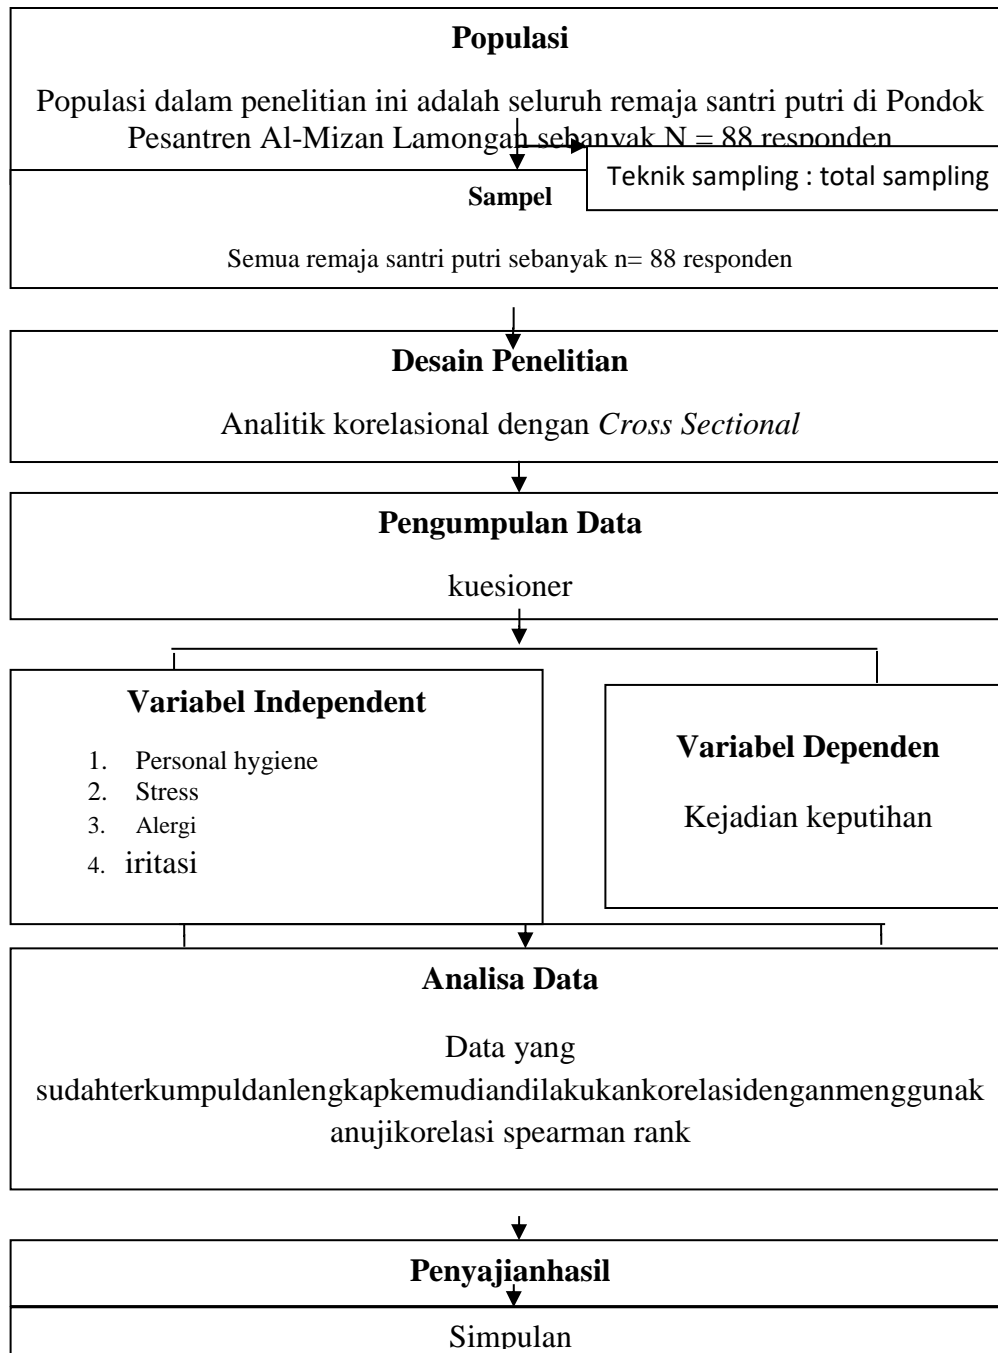 Populasi
Populasi dalam penelitian ini adalah seluruh remaja santri putri di Pondok
Pesantren Al-Mizan Lamongan sebanyak N = 88 responden
Teknik sampling : total sampling
Sampel
Semua remaja santri putri sebanyak n= 88 responden
Desain Penelitian
Analitik korelasional dengan Cross Sectional
Pengumpulan Data
kuesioner
Variabel Independent
1. Personal hygiene
2. Stress
3. Alergi
4. iritasi
Variabel Dependen
Kejadian keputihan
Analisa Data
Data yang
sudahterkumpuldanlengkapkemudiandilakukankorelasidenganmenggunak
anujikorelasi spearman rank
Penyajianhasil
Simpulan